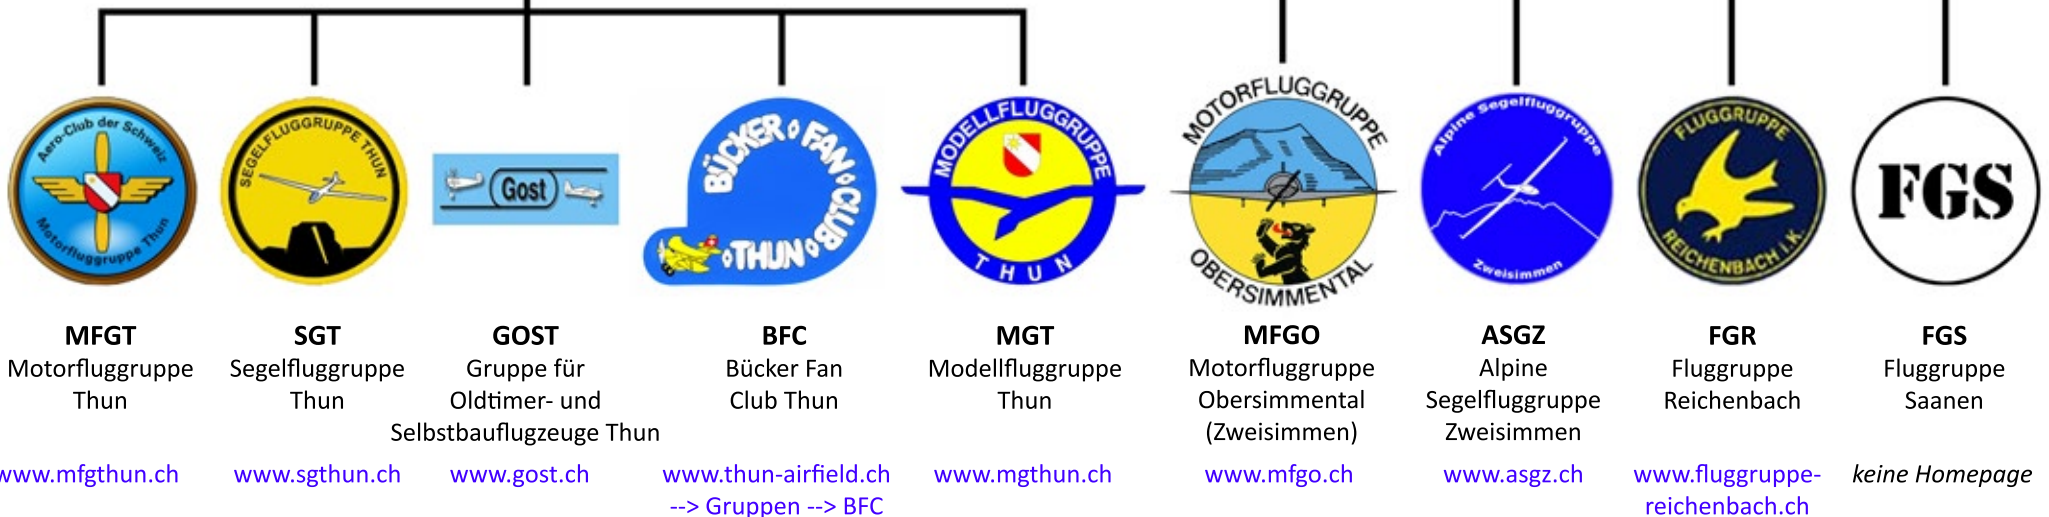 Aero-Club der Schweiz
Motorfluggruppe Thun
SEGELFLUGGRUPPE THUN
Gost
BÜCKER FAN CLUB THUN
MODELLFLUGGRUPPE
THUN
MOTORFLUGGRUPPE
OBERSIMMENTAL
Alpine Segelfluggruppe
Zweisimmen
FLUGGRUPPE
REICHENBACH i.K.
FGS
MFGT
Motorfluggruppe
Thun
www.mfgthun.ch
SGT
Segelfluggruppe
Thun
www.sgthun.ch
GOST
Gruppe für
Oldtimer- und
Selbstbauflugzeuge Thun
www.gost.ch
BFC
Bücker Fan
Club Thun
www.thun-airfield.ch
--> Gruppen --> BFC
MGT
Modellfluggruppe
Thun
www.mgthun.ch
MFGO
Motorfluggruppe
Obersimmental
(Zweisimmen)
www.mfgo.ch
ASGZ
Alpine
Segelfluggruppe
Zweisimmen
www.asgz.ch
FGR
Fluggruppe
Reichenbach
www.fluggruppe-
reichenbach.ch
FGS
Fluggruppe
Saanen
keine Homepage